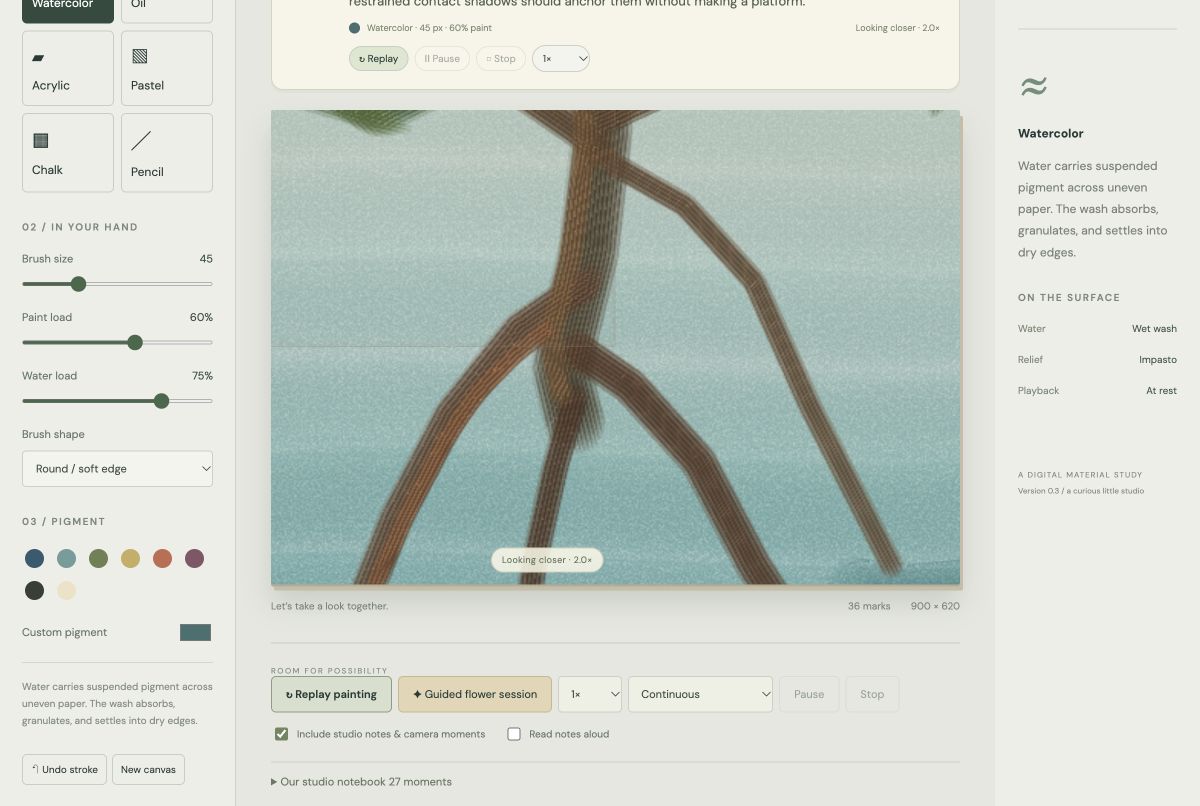 Watercolor
Oil
Acrylic
Pastel
Chalk
Pencil
02 / IN YOUR HAND
Brush size 45
Paint load 60%
Water load 75%
Brush shape
Round / soft edge
03 / PIGMENT
Custom pigment
Water carries suspended pigment across
uneven paper. The wash absorbs,
granulates, and settles into dry edges.
Undo stroke
New canvas
restrained contact shadows should anchor them without making a platform.
Watercolor · 45 px · 60% paint
Looking closer · 2.0×
↻ Replay
II Pause
▫ Stop
1×
Looking closer · 2.0×
Let's take a look together.
36 marks 900 × 620
ROOM FOR POSSIBILITY
↻ Replay painting
✦ Guided flower session
1×
Continuous
Pause
Stop
Include studio notes & camera moments
Read notes aloud
▶ Our studio notebook 27 moments
Watercolor
Water carries suspended
pigment across uneven
paper. The wash absorbs,
granulates, and settles into
dry edges.
ON THE SURFACE
Water Wet wash
Relief Impasto
Playback At rest
A DIGITAL MATERIAL STUDY
Version 0.3 / a curious little studio